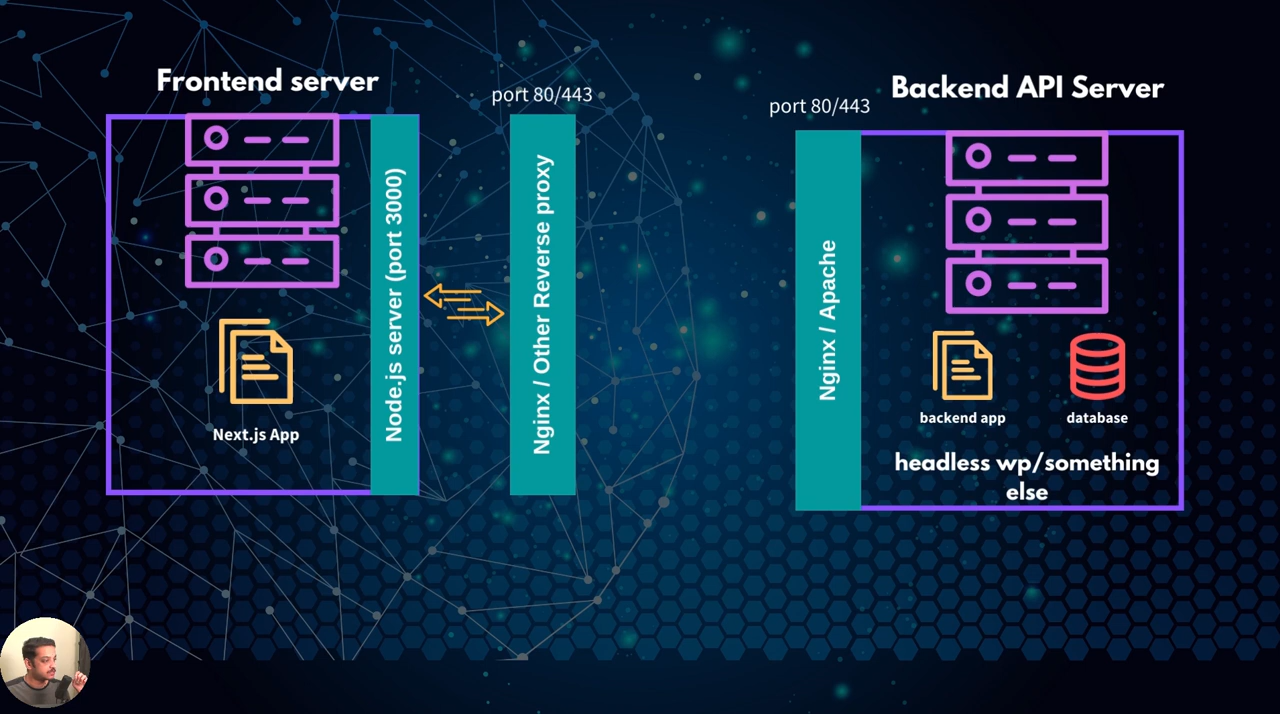 Frontend server
port 80/443
port 80/443
Backend API Server
Node.js server (port 3000)
Nginx / Other Reverse proxy
Nginx / Apache
Next.js App
backend app
database
headless wp/something
else